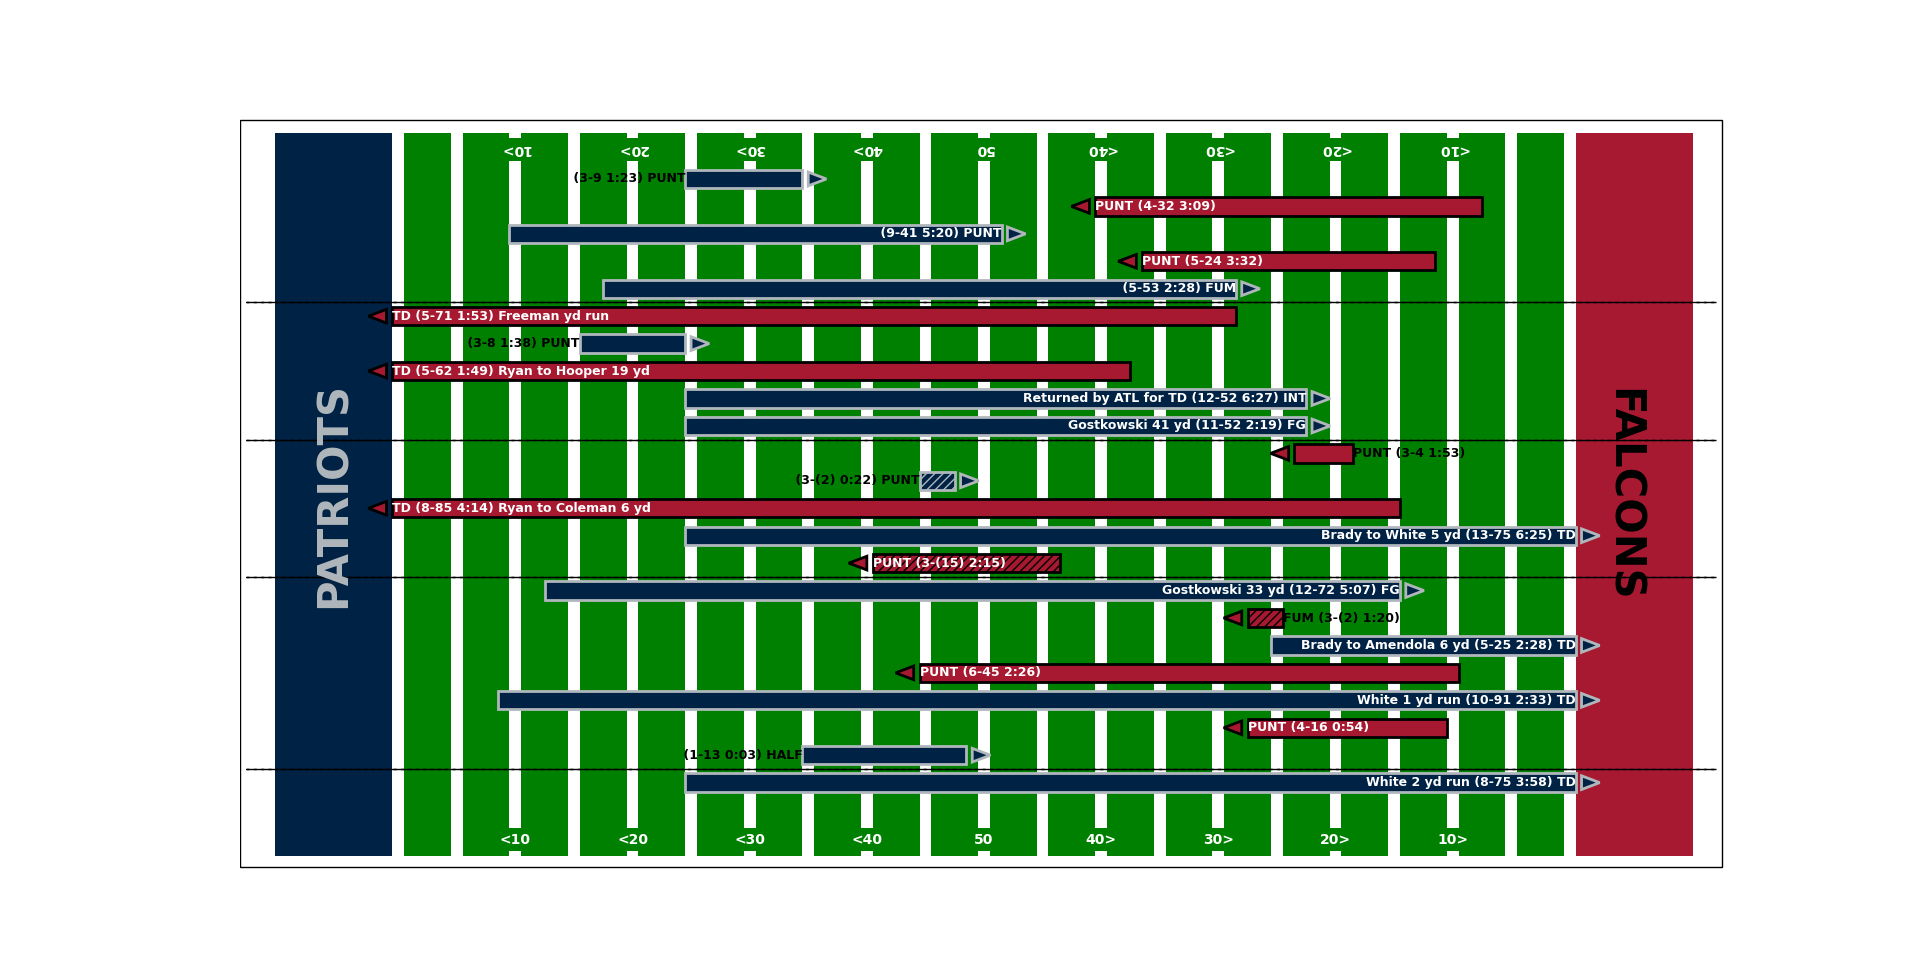 <10 <20 <30 <40 50 40> 30> 20> 10>
(3-9 1:23) PUNT
PUNT (4-32 3:09)
(9-41 5:20) PUNT
PUNT (5-24 3:32)
(5-53 2:28) FUM
TD (5-71 1:53) Freeman yd run
(3-8 1:38) PUNT
TD (5-62 1:49) Ryan to Hooper 19 yd
Returned by ATL for TD (12-52 6:27) INT
Gostkowski 41 yd (11-52 2:19) FG
PUNT (3-4 1:53)
(3-(2) 0:22) PUNT
TD (8-85 4:14) Ryan to Coleman 6 yd
Brady to White 5 yd (13-75 6:25) TD
PUNT (3-(15) 2:15)
Gostkowski 33 yd (12-72 5:07) FG
FUM (3-(2) 1:20)
Brady to Amendola 6 yd (5-25 2:28) TD
PUNT (6-45 2:26)
White 1 yd run (10-91 2:33) TD
PUNT (4-16 0:54)
(1-13 0:03) HALF
White 2 yd run (8-75 3:58) TD
<10 <20 <30 <40 50 40> 30> 20> 10>
PATRIOTS
FALCONS